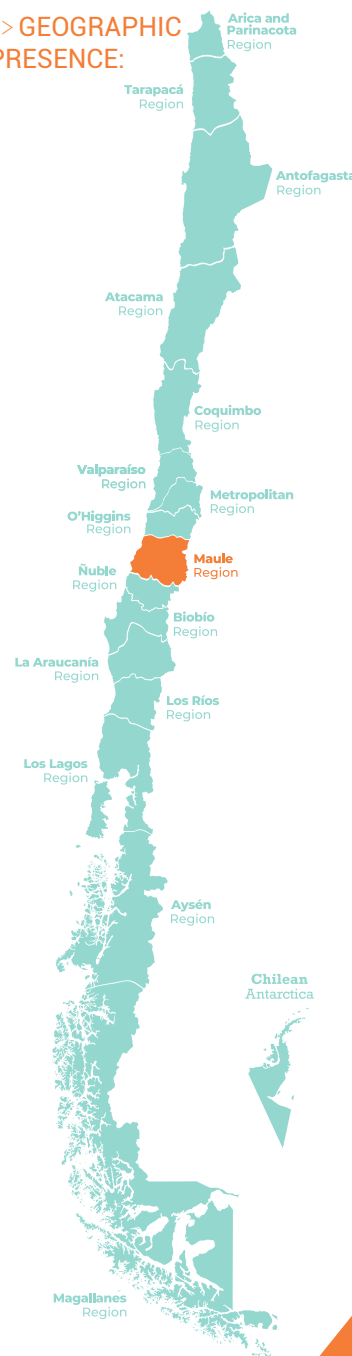 > GEOGRAPHIC
PRESENCE:
Arica and
Parinacota
Region
Tarapacá
Region
Antofagasta
Region
Atacama
Region
Coquimbo
Region
Valparaíso
Region
Metropolitan
Region
O'Higgins
Region
Maule
Region
Ñuble
Region
Biobío
Region
La Araucanía
Region
Los Ríos
Region
Los Lagos
Region
Aysén
Region
Chilean
Antarctica
Magallanes
Region